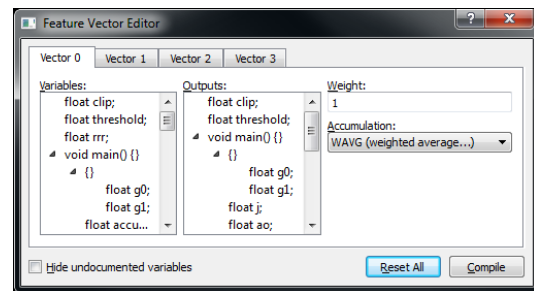 Feature Vector Editor
Vector 0 Vector 1 Vector 2 Vector 3
Variables: Outputs: Weight:
float clip; float clip; 1
float threshold; float threshold; Accumulation:
float rrr; void main() {} WAVG (weighted average...)
void main() {} {}
{} float g0;
float g0; float g1;
float g1; float j;
float accu... float ao;
Hide undocumented variables Reset All Compile